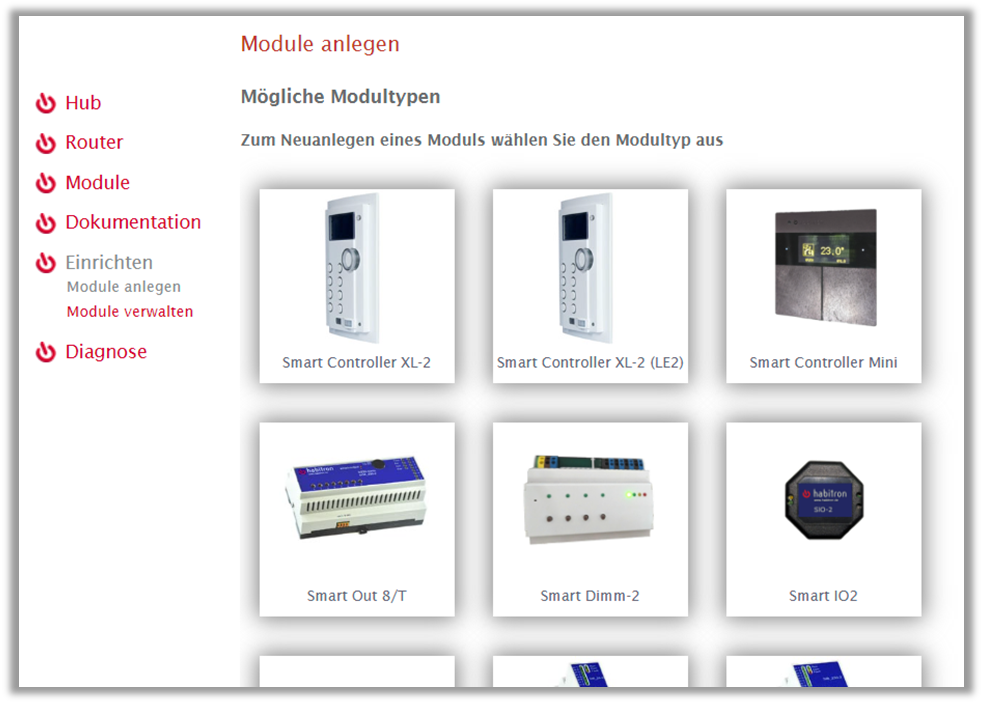 Module anlegen
Hub
Router
Module
Dokumentation
Einrichten
Module anlegen
Module verwalten
Diagnose
Mögliche Modultypen
Zum Neuanlegen eines Moduls wählen Sie den Modultyp aus
23.0°
Smart Controller XL-2
Smart Controller XL-2 (LE2)
Smart Controller Mini
habitron
habitron
SIO-2
Smart Out 8/T
Smart Dimm-2
Smart IO2